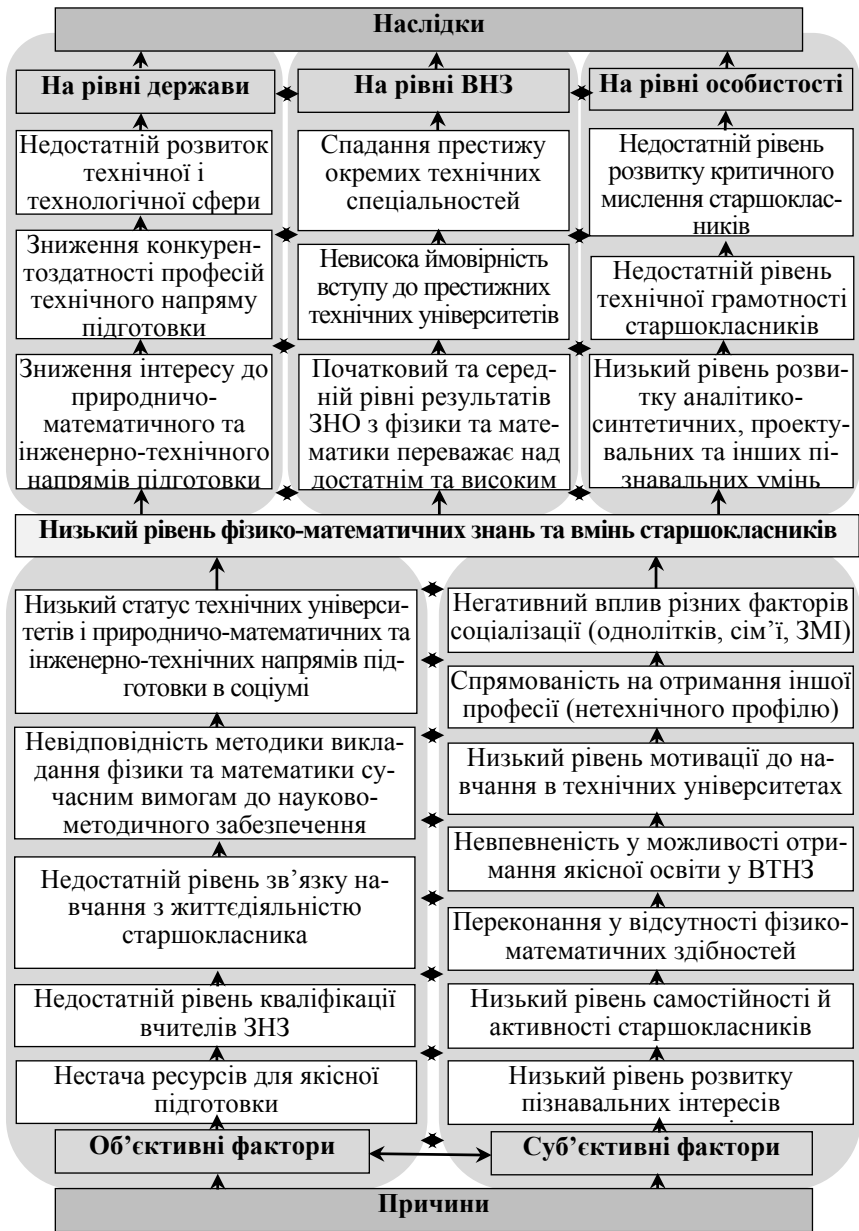 Наслідки
На рівні держави
Недостатній розвиток
технічної і
технологічної сфери
Зниження конкурен-
тоздатності професій
технічного напряму
підготовки
Зниження інтересу до
природничо-
математичного та
інженерно-технічного
напрямів підготовки
На рівні ВНЗ
Спадання престижу
окремих технічних
спеціальностей
Невисока ймовірність
вступу до престижних
технічних університетів
Початковий та серед-
ній рівні результатів
ЗНО з фізики та мате-
матики переважає над
достатнім та високим
На рівні особистості
Недостатній рівень
розвитку критичного
мислення старшоклас-
ників
Недостатній рівень
технічної грамотності
старшокласників
Низький рівень розви-
тку аналітико-
синтетичних, проекту-
вальних та інших пі-
знавальних умінь
Низький рівень фізико-математичних знань та вмінь старшокласників
Низький статус технічних універси-
тетів і природничо-математичних та
інженерно-технічних напрямів під-
готовки в соціумі
Невідповідність методики викла-
дання фізики та математики су-
часним вимогам до науково-
методичного забезпечення
Недостатній рівень зв’язку на-
вчання з життєдіяльністю
старшокласника
Недостатній рівень кваліфікації
вчителів ЗНЗ
Нестача ресурсів для якісної
підготовки
Об’єктивні фактори
Негативний вплив різних факторів
соціалізації (однолітків, сім’ї, ЗМІ)
Спрямованість на отримання іншої
професії (нетехнічного профілю)
Низький рівень мотивації до на-
вчання в технічних університетах
Невпевненість у можливості отри-
мання якісної освіти у ВТНЗ
Переконання у відсутності фізико-
математичних здібностей
Низький рівень самостійності й
активності старшокласників
Низький рівень розвитку
пізнавальних інтересів
Суб’єктивні фактори
Причини